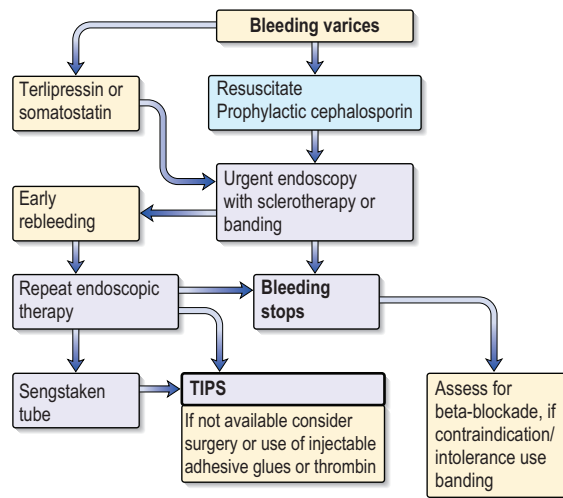 Bleeding varices
Terlipressin or
somatostatin
Resuscitate
Prophylactic cephalosporin
Urgent endoscopy
with sclerotherapy or
banding
Early
rebleeding
Repeat endoscopic
therapy
Bleeding
stops
Sengstaken
tube
TIPS
If not available consider
surgery or use of injectable
adhesive glues or thrombin
Assess for
beta-blockade, if
contraindication/
intolerance use
banding